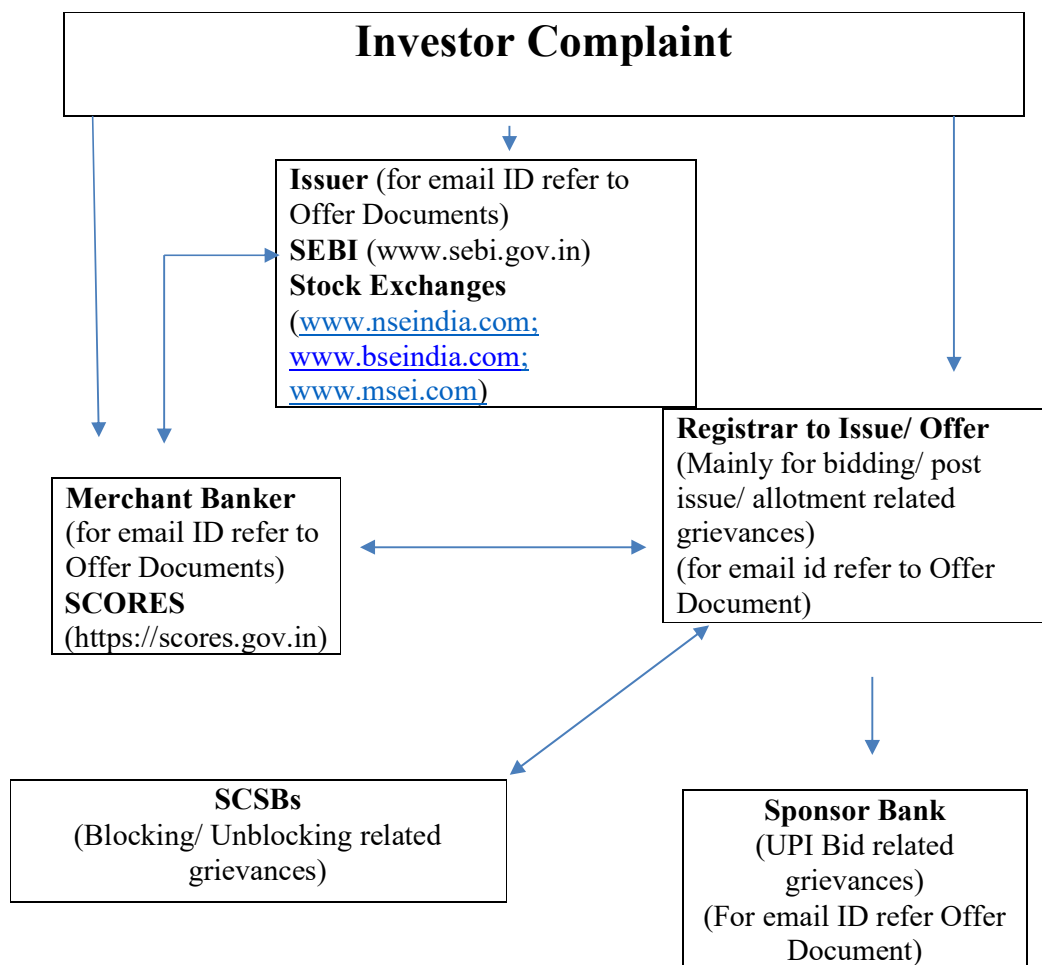 Investor Complaint
Issuer (for email ID refer to
Offer Documents)
SEBI (www.sebi.gov.in)
Stock Exchanges
(www.nseindia.com;
www.bseindia.com;
www.msei.com)
Registrar to Issue/ Offer
(Mainly for bidding/ post
issue/ allotment related
grievances)
(for email id refer to Offer
Document)
Merchant Banker
(for email ID refer to
Offer Documents)
SCORES
(https://scores.gov.in)
SCSBs
(Blocking/ Unblocking related
grievances)
Sponsor Bank
(UPI Bid related
grievances)
(For email ID refer Offer
Document)